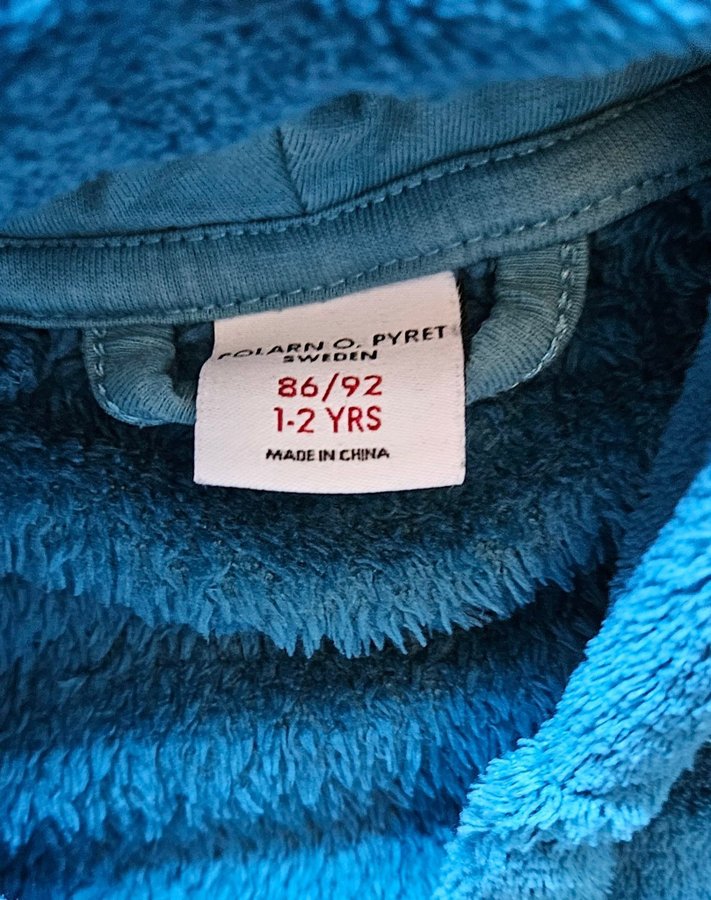 POLARN O. PYRET
SWEDEN
86/92
1-2 YRS
MADE IN CHINA